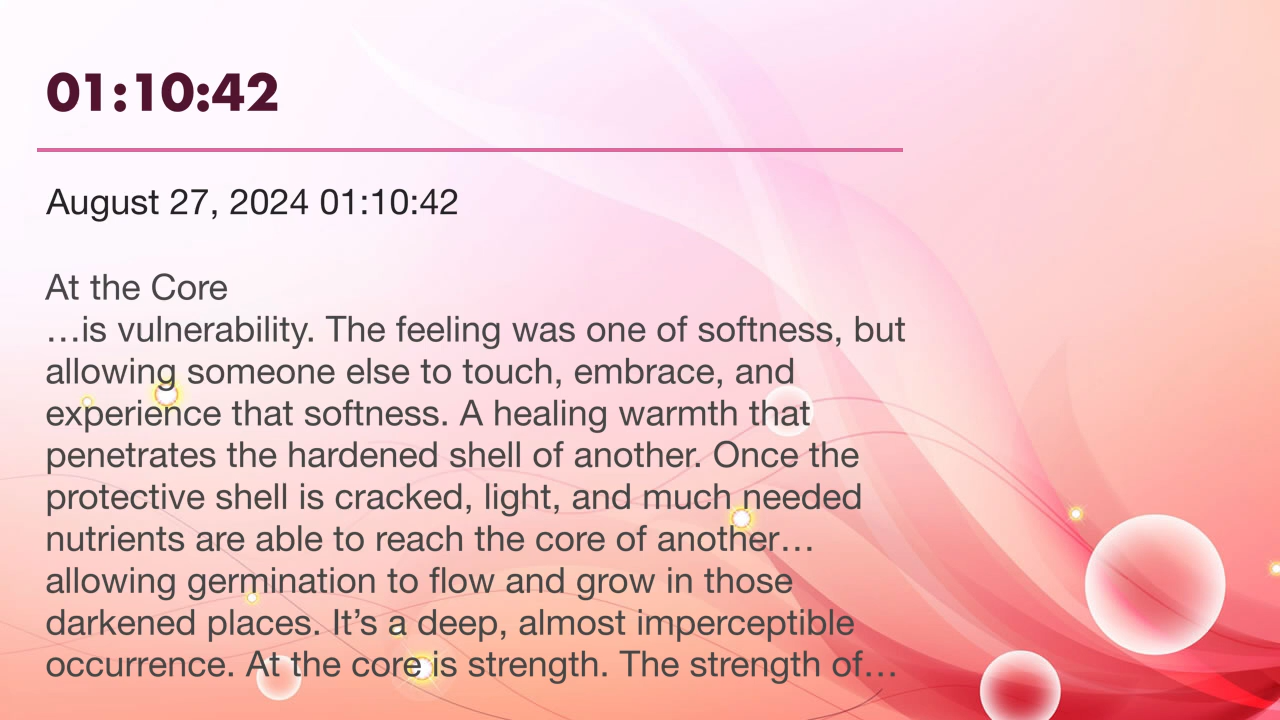 01:10:42
August 27, 2024 01:10:42
At the Core
…is vulnerability. The feeling was one of softness, but
allowing someone else to touch, embrace, and
experience that softness. A healing warmth that
penetrates the hardened shell of another. Once the
protective shell is cracked, light, and much needed
nutrients are able to reach the core of another…
allowing germination to flow and grow in those
darkened places. It’s a deep, almost imperceptible
occurrence. At the core is strength. The strength of…